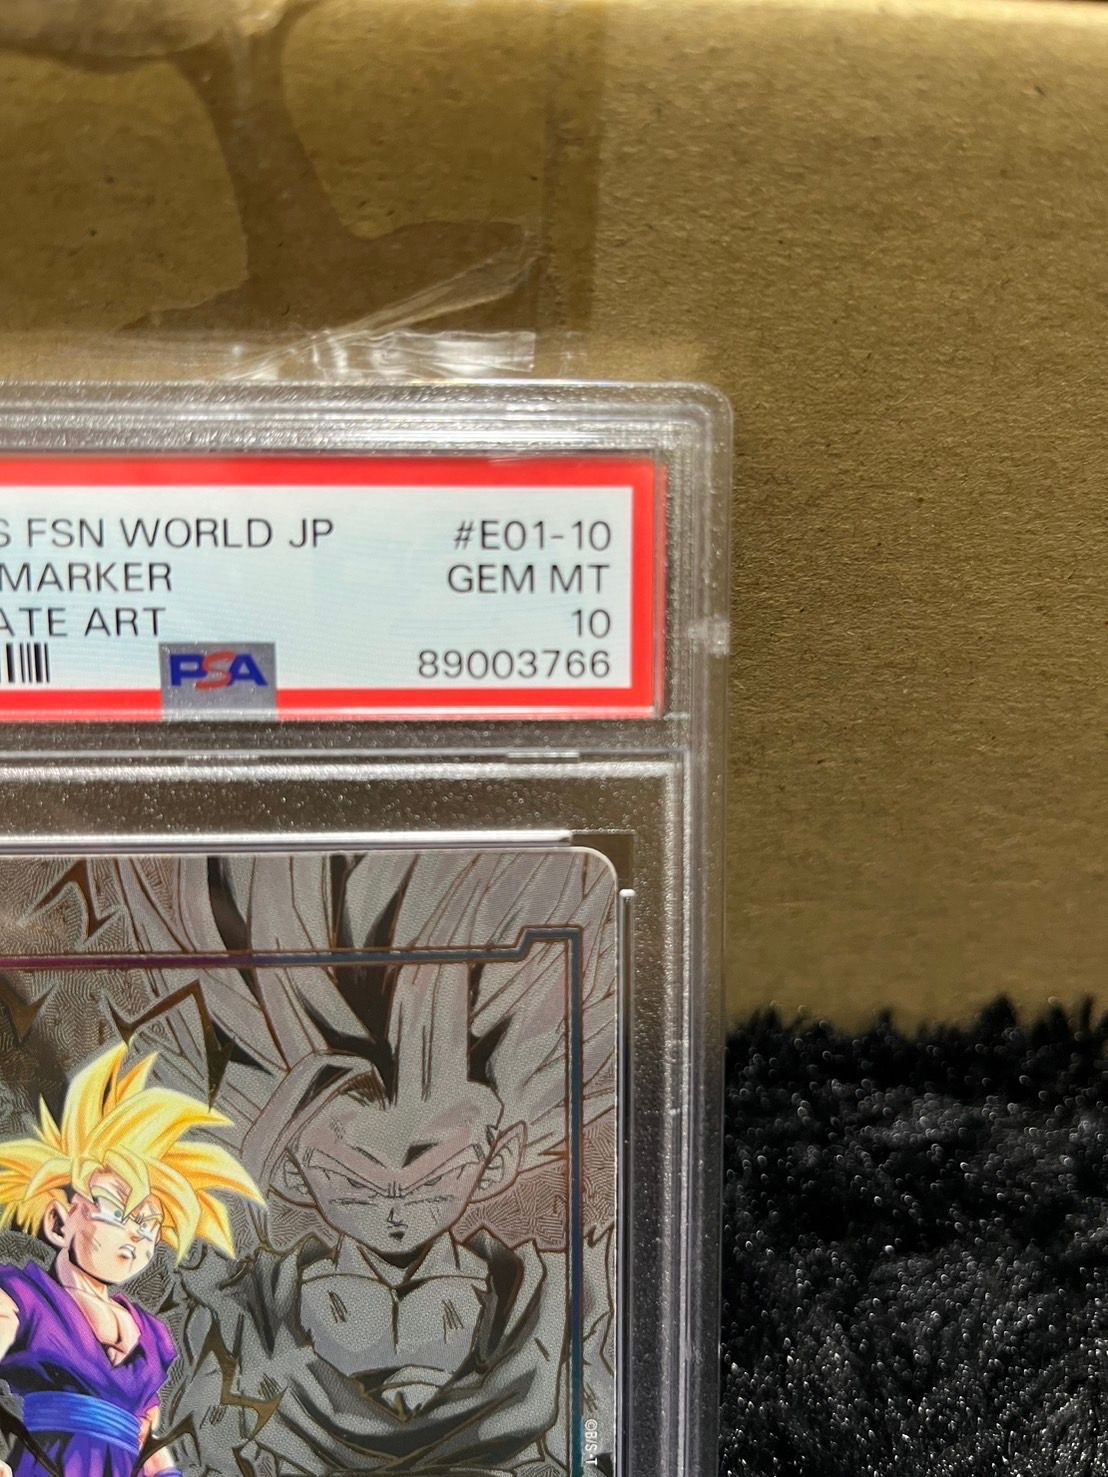 S FSN WORLD JP #E01-10
MARKER GEM MT
ATE ART 10
PSA 89003766
©B/S·T